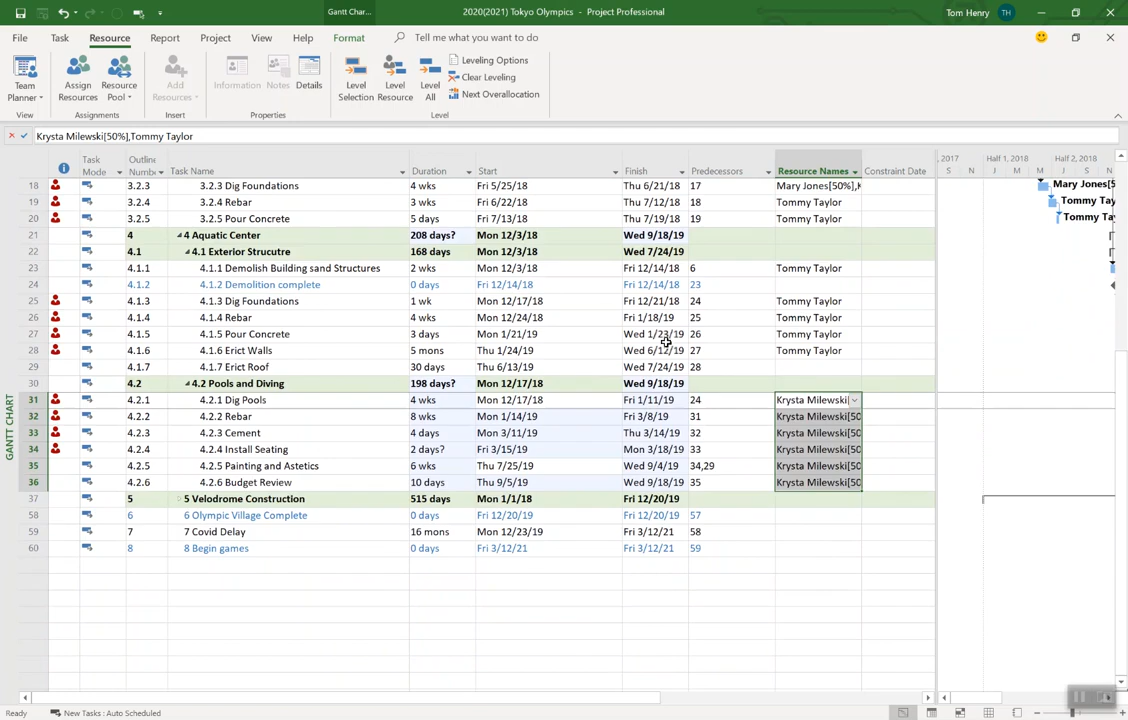 Gantt Char...
2020(2021) Tokyo Olympics - Project Professional
Tom Henry TH
File Task Resource Report Project View Help Format Tell me what you want to do
Team Planner
Assign Resources
Resource Pool
Add Resources
Information
Notes
Details
Level Selection
Level Resource
Level All
Leveling Options
Clear Leveling
Next Overallocation
View Assignments Insert Properties Level
Krysta Milewski[50%],Tommy Taylor
Task Mode Outline Numb Task Name Duration Start Finish Predecessors Resource Names Constraint Date
, 2017 Half 1, 2018 Half 2, 2018
S N J M M J S N
18 3.2.3 3.2.3 Dig Foundations 4 wks Fri 5/25/18 Thu 6/21/18 17 Mary Jones[50%],K Mary Jones[5
19 3.2.4 3.2.4 Rebar 3 wks Fri 6/22/18 Thu 7/12/18 18 Tommy Taylor Tommy Tay
20 3.2.5 3.2.5 Pour Concrete 5 days Fri 7/13/18 Thu 7/19/18 19 Tommy Taylor Tommy Ta
21 4 4 Aquatic Center 208 days? Mon 12/3/18 Wed 9/18/19
22 4.1 4.1 Exterior Strucutre 168 days Mon 12/3/18 Wed 7/24/19
23 4.1.1 4.1.1 Demolish Building sand Structures 2 wks Mon 12/3/18 Fri 12/14/18 6 Tommy Taylor
24 4.1.2 4.1.2 Demolition complete 0 days Fri 12/14/18 Fri 12/14/18 23
25 4.1.3 4.1.3 Dig Foundations 1 wk Mon 12/17/18 Fri 12/21/18 24 Tommy Taylor
26 4.1.4 4.1.4 Rebar 4 wks Mon 12/24/18 Fri 1/18/19 25 Tommy Taylor
27 4.1.5 4.1.5 Pour Concrete 3 days Mon 1/21/19 Wed 1/23/19 26 Tommy Taylor
28 4.1.6 4.1.6 Erict Walls 5 mons Thu 1/24/19 Wed 6/12/19 27 Tommy Taylor
29 4.1.7 4.1.7 Erict Roof 30 days Thu 6/13/19 Wed 7/24/19 28
30 4.2 4.2 Pools and Diving 198 days? Mon 12/17/18 Wed 9/18/19
31 4.2.1 4.2.1 Dig Pools 4 wks Mon 12/17/18 Fri 1/11/19 24 Krysta Milewski[
32 4.2.2 4.2.2 Rebar 8 wks Mon 1/14/19 Fri 3/8/19 31 Krysta Milewski[50
33 4.2.3 4.2.3 Cement 4 days Mon 3/11/19 Thu 3/14/19 32 Krysta Milewski[50
34 4.2.4 4.2.4 Install Seating 2 days? Fri 3/15/19 Mon 3/18/19 33 Krysta Milewski[50
35 4.2.5 4.2.5 Painting and Astetics 6 wks Thu 7/25/19 Wed 9/4/19 34,29 Krysta Milewski[50
36 4.2.6 4.2.6 Budget Review 10 days Thu 9/5/19 Wed 9/18/19 35 Krysta Milewski[50
37 5 5 Velodrome Construction 515 days Mon 1/1/18 Fri 12/20/19
58 6 6 Olympic Village Complete 0 days Fri 12/20/19 Fri 12/20/19 57
59 7 7 Covid Delay 16 mons Mon 12/23/19 Fri 3/12/21 58
60 8 8 Begin games 0 days Fri 3/12/21 Fri 3/12/21 59
GANTT CHART
Ready New Tasks : Auto Scheduled